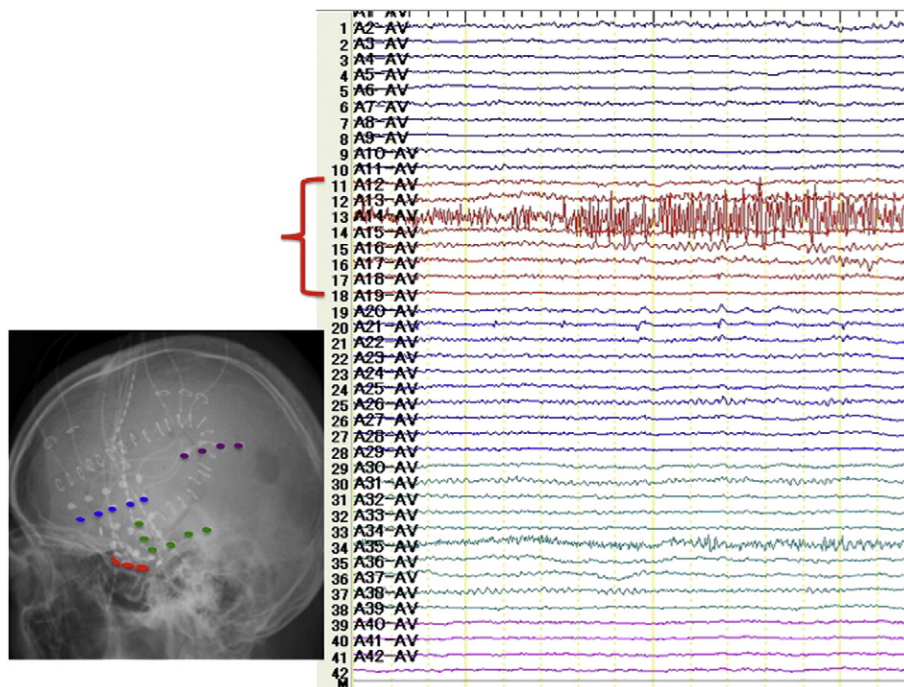 A1-AV
1 A2-AV
2 A3-AV
3 A4-AV
4 A5-AV
5 A6-AV
6 A7-AV
7 A8-AV
8 A9-AV
9 A10-AV
10 A11-AV
11 A12-AV
12 A13-AV
13 A14-AV
14 A15-AV
15 A16-AV
16 A17-AV
17 A18-AV
18 A19-AV
19 A20-AV
20 A21-AV
21 A22-AV
22 A23-AV
23 A24-AV
24 A25-AV
25 A26-AV
26 A27-AV
27 A28-AV
28 A29-AV
29 A30-AV
30 A31-AV
31 A32-AV
32 A33-AV
33 A34-AV
34 A35-AV
35 A36-AV
36 A37-AV
37 A38-AV
38 A39-AV
39 A40-AV
40 A41-AV
41 A42-AV
42
M